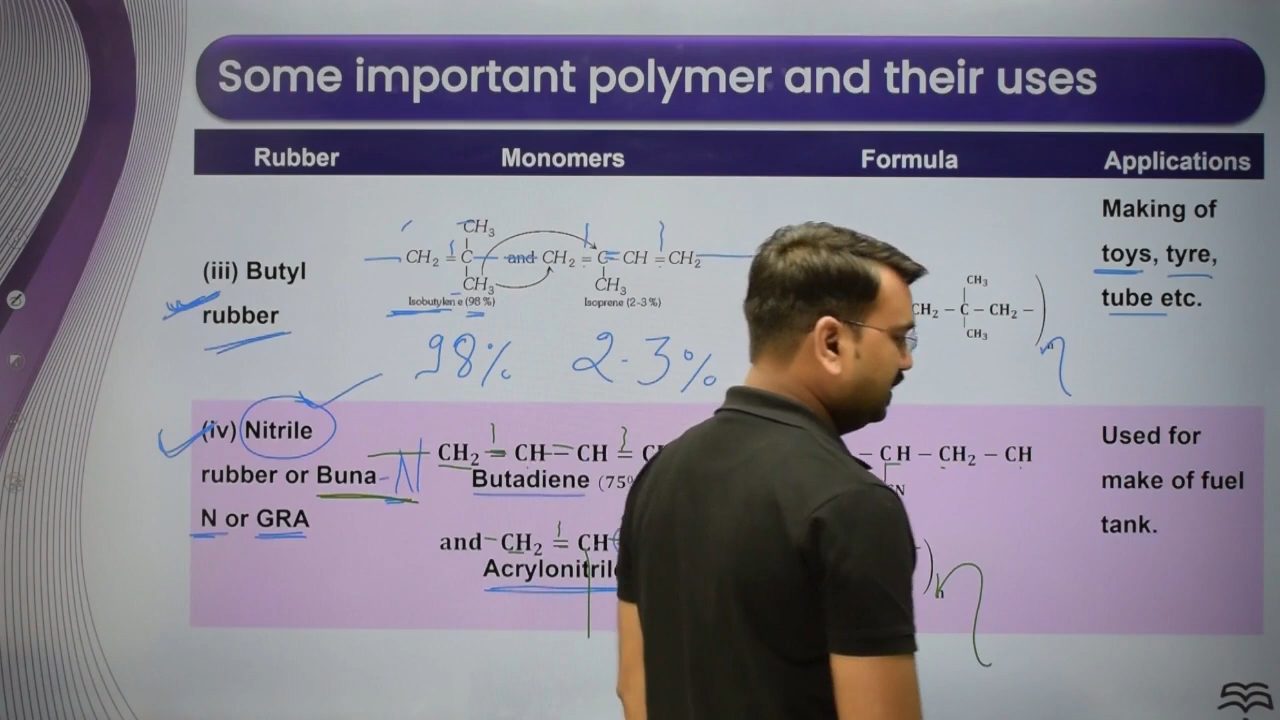 Some important polymer and their uses
Rubber Monomers Formula Applications
(iii) Butyl
rubber
CH₃
CH₂ = C — and CH₂ = C = CH = CH₂
CH₃ CH₃
Isobutylene (98 %) Isoprene (2-3%)
98% 2-3%
CH₃
CH₂ – C – CH₂ –
CH₃
n
Making of
toys, tyre,
tube etc.
(iv) Nitrile
rubber or Buna-N
N or GRA
CH₂ = CH – CH =
Butadiene
and CH₂ = CH
– CH – CH₂ – CH
n
Used for
make of fuel
tank.